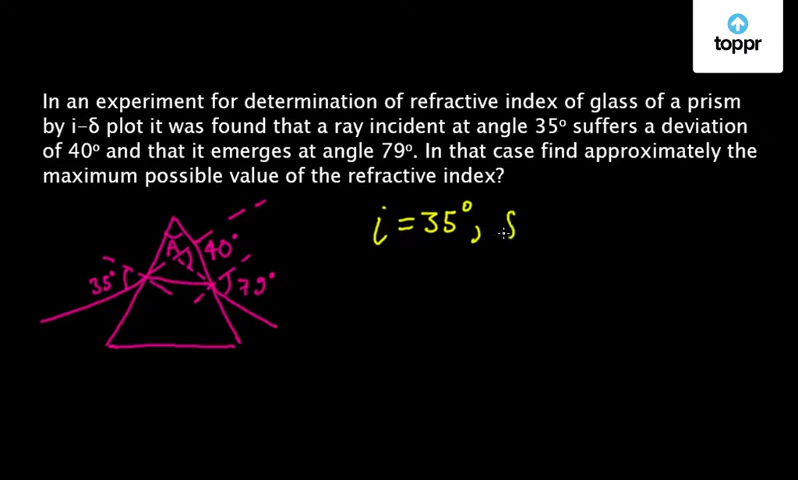 toppr
In an experiment for determination of refractive index of glass of a prism
by i-δ plot it was found that a ray incident at angle 35° suffers a deviation
of 40° and that it emerges at angle 79°. In that case find approximately the
maximum possible value of the refractive index?
i = 35°, δ
A 40°
35° 79°